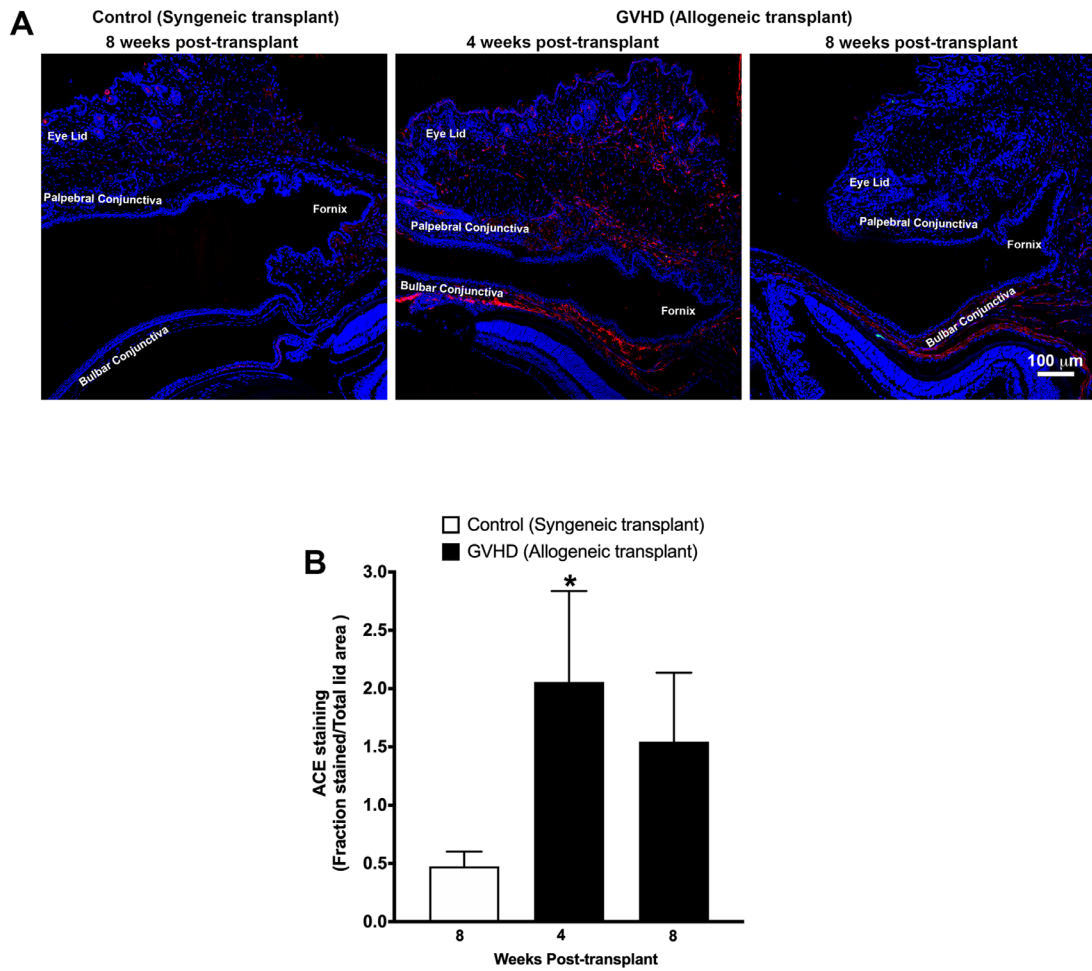 A
Control (Syngeneic transplant)
8 weeks post-transplant
GVHD (Allogeneic transplant)
4 weeks post-transplant
8 weeks post-transplant
Eye Lid
Palpebral Conjunctiva
Fornix
Bulbar Conjunctiva
Eye Lid
Palpebral Conjunctiva
Bulbar Conjunctiva
Fornix
Eye Lid
Palpebral Conjunctiva
Fornix
Bulbar Conjunctiva
100 μm
B
Control (Syngeneic transplant)
GVHD (Allogeneic transplant)
ACE staining
(Fraction stained/Total lid area )
3.0
2.5
2.0
1.5
1.0
0.5
0.0
*
8
4
8
Weeks Post-transplant